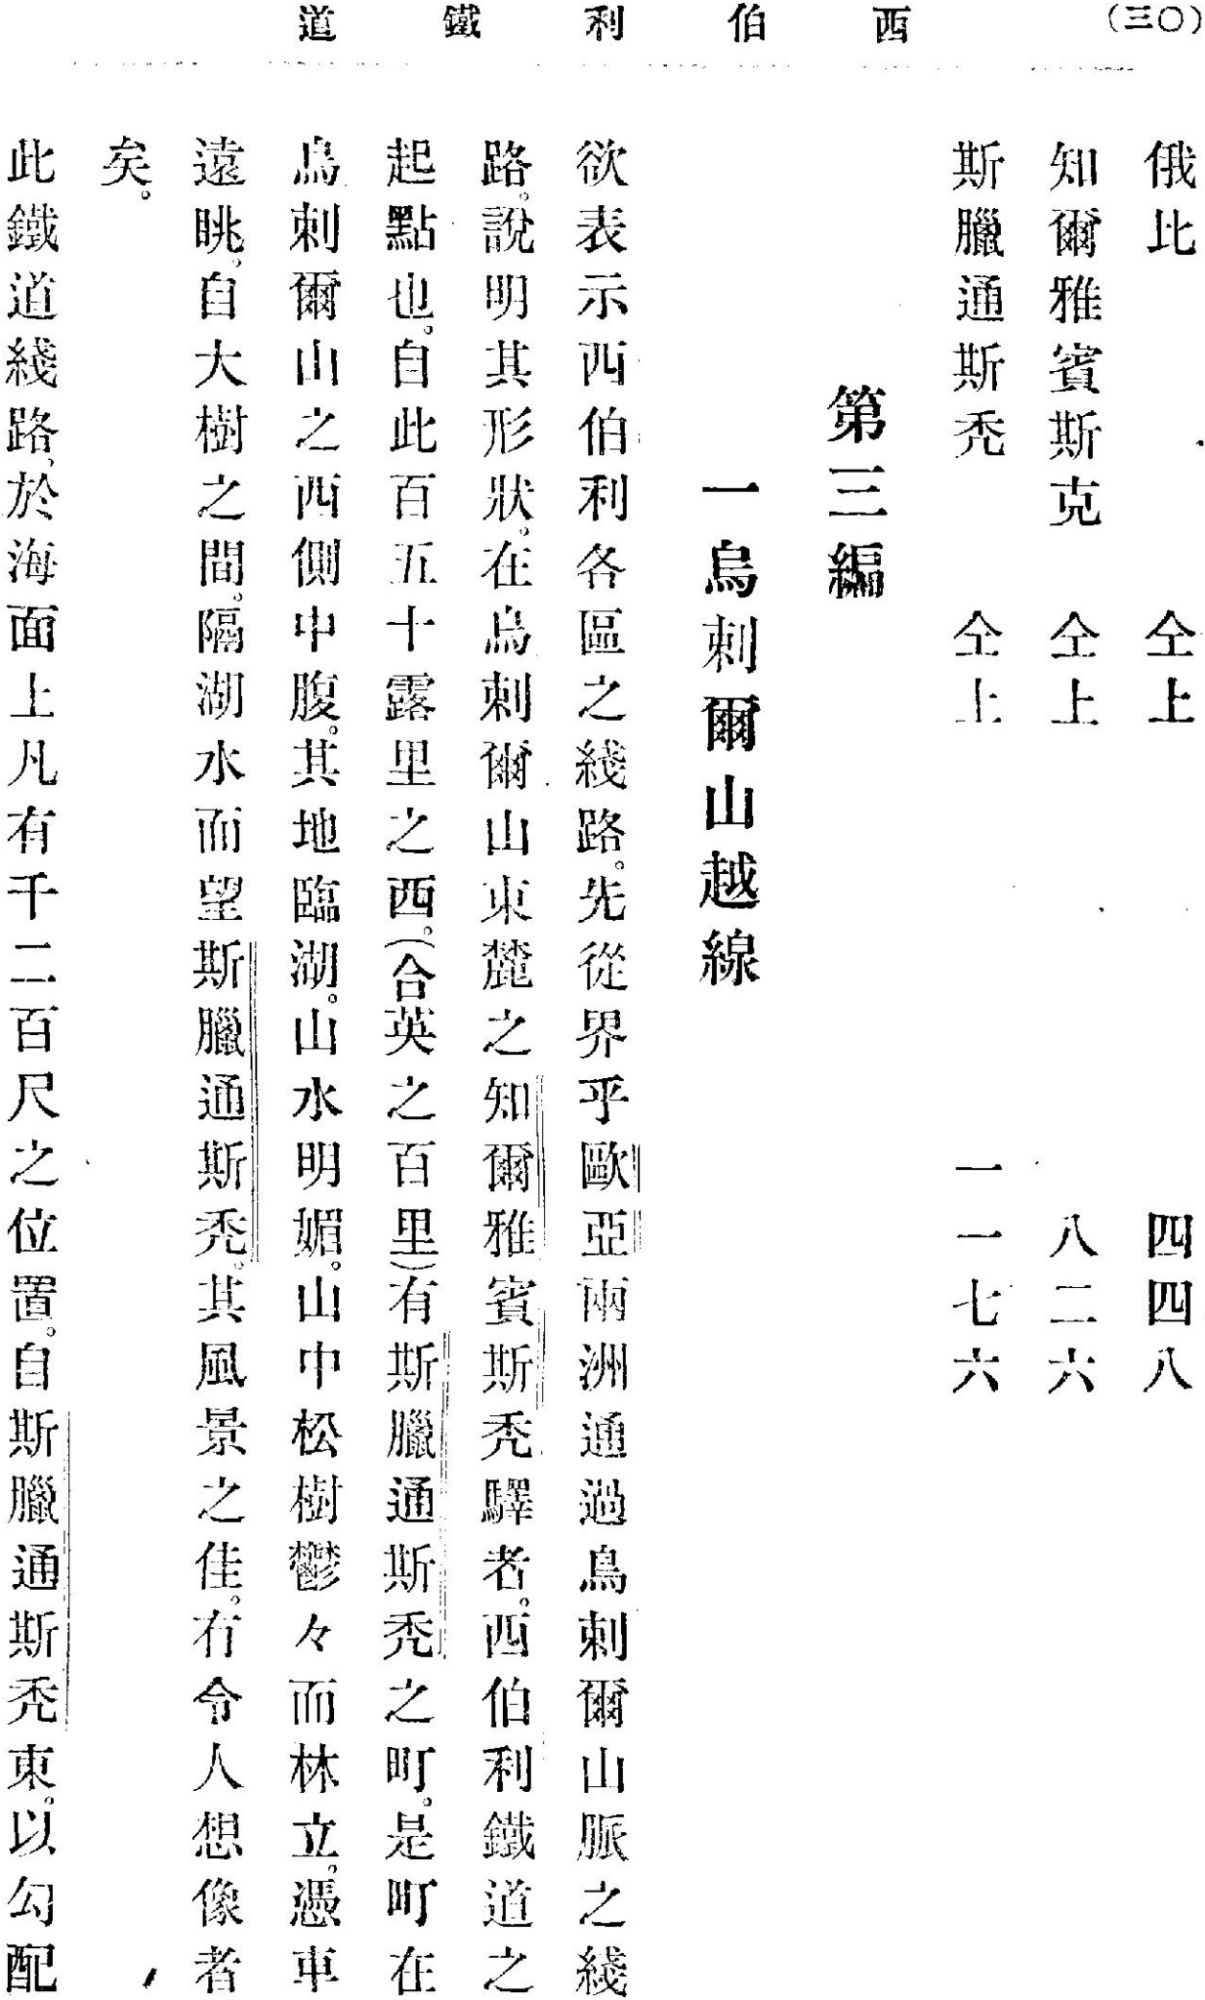 (三〇)
西伯利鐵道
俄比 仝上 四四八
知爾雅賓斯克 仝上 八二六
斯臘通斯禿 仝上 一一七六
第三編
一烏刺爾山越線
欲表示西伯利各區之綫路。先從界乎歐亞兩洲通過烏刺爾山脈之綫
路。說明其形狀。在烏刺爾山東麓之知爾雅賓斯禿驛者。西伯利鐵道之
起點也。自此百五十露里之西。(合英之百里)有斯臘通斯禿之町。是町在
烏刺爾山之西側中腹。其地臨湖。山水明媚。山中松樹鬱々而林立。憑車
遠眺。自大樹之間。隔湖水而望斯臘通斯禿。其風景之佳。有令人想像者
矣。
此鐵道綫路。於海面上凡有千二百尺之位置。自斯臘通斯禿東。以勾配